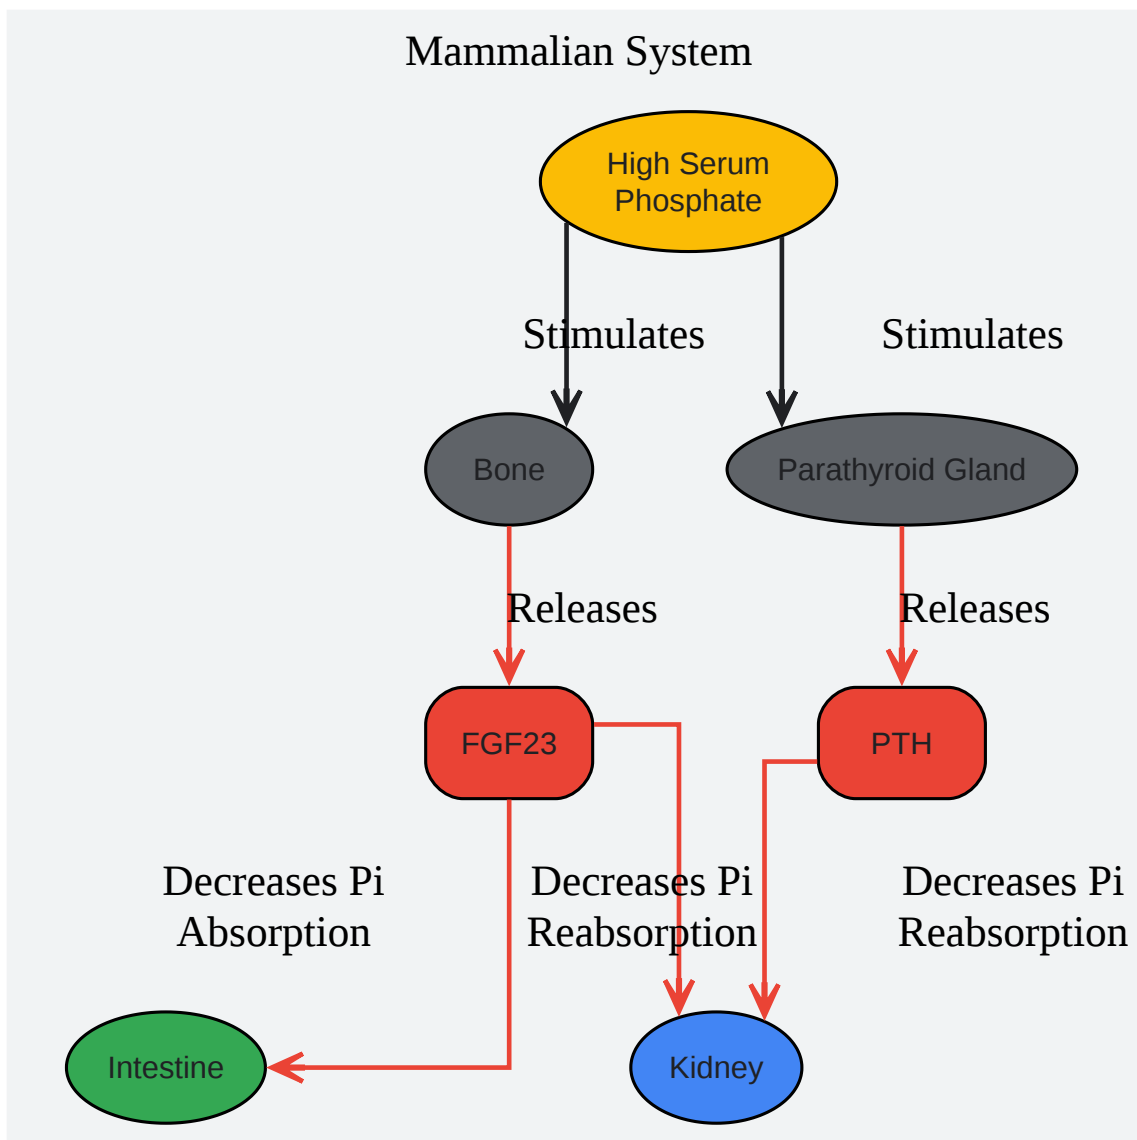 Mammalian System
High Serum
Phosphate
Stimulates
Stimulates
Bone
Parathyroid Gland
Releases
Releases
FGF23
PTH
Decreases Pi
Absorption
Decreases Pi
Reabsorption
Decreases Pi
Reabsorption
Intestine
Kidney